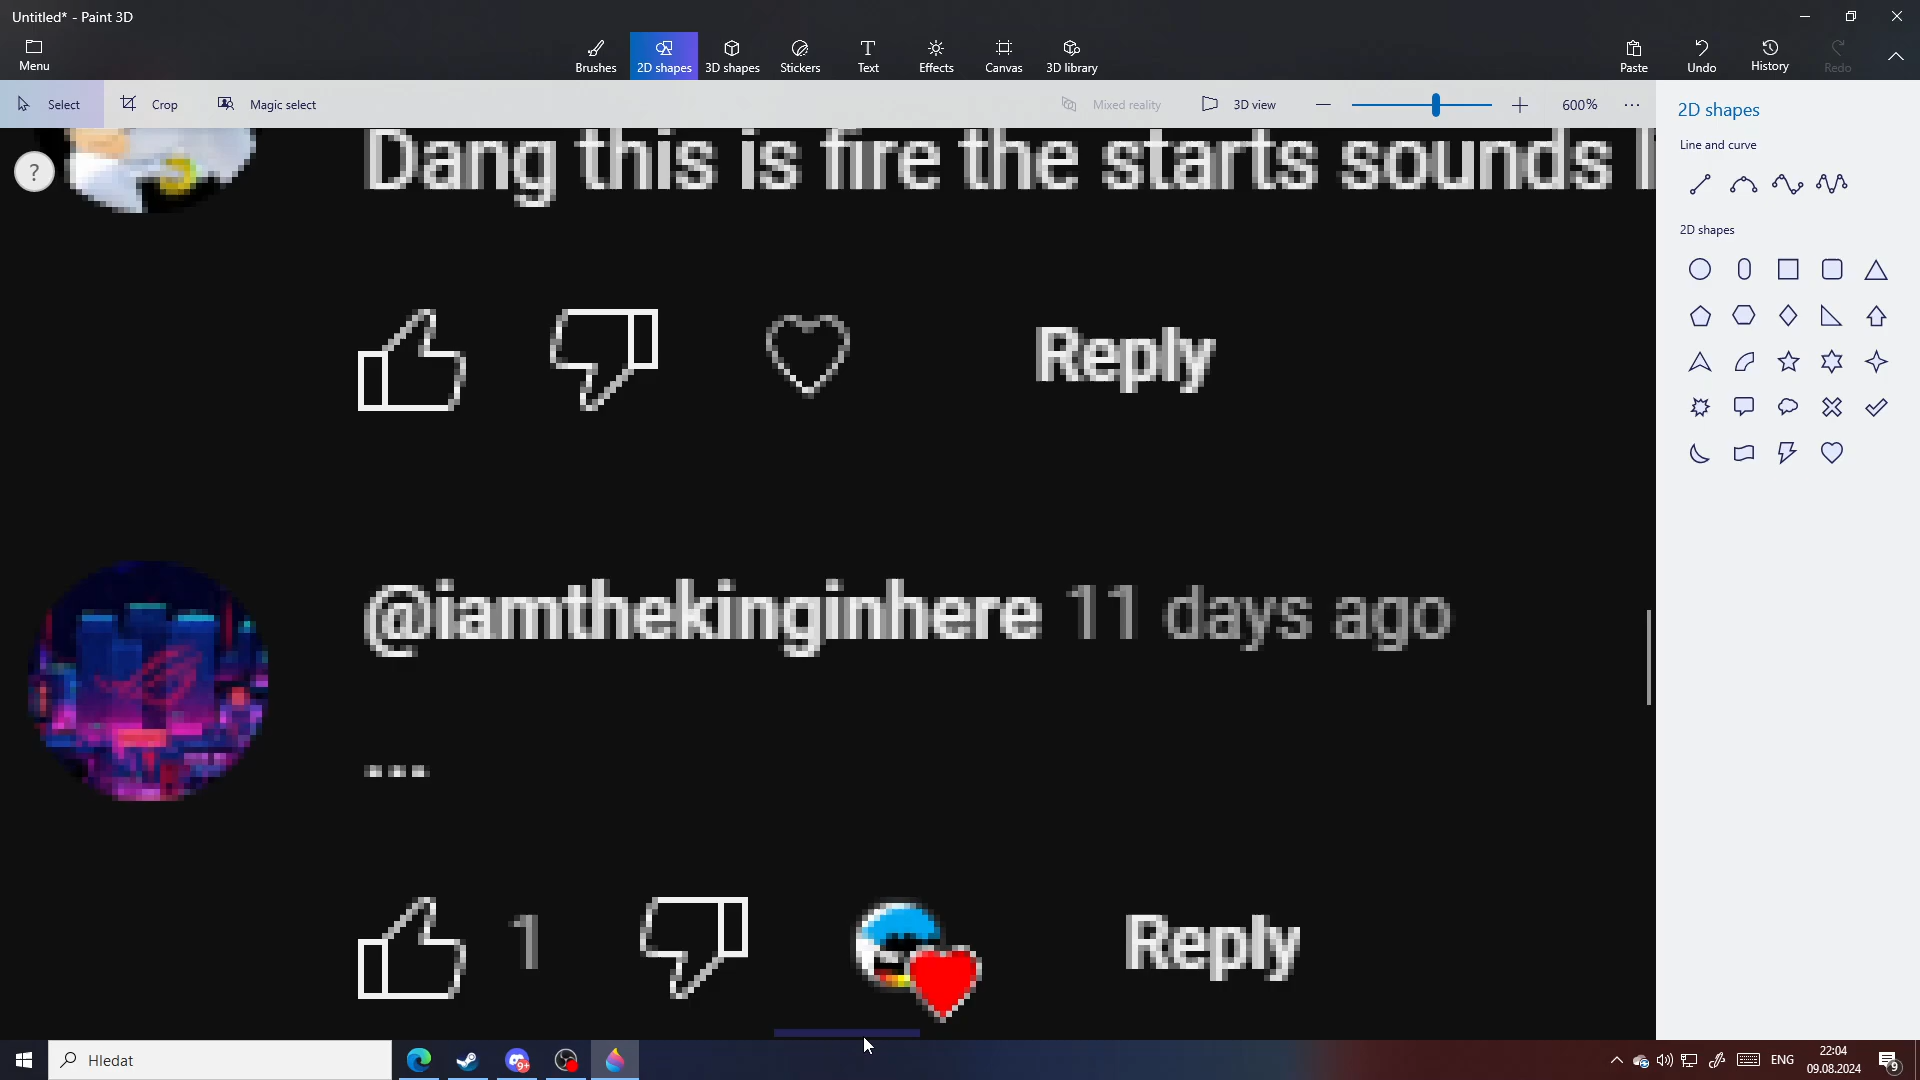 Untitled* - Paint 3D
Menu
Brushes
2D shapes
3D shapes
Stickers
Text
Effects
Canvas
3D library
Paste
Undo
History
Redo
Select
Crop
Magic select
Mixed reality
3D view
600%
2D shapes
Line and curve
2D shapes
?
Dang this is fire the starts sounds
Reply
@iamthekinginhere 11 days ago
...
1
Reply
Hledat
9+
ENG
22:04
09.08.2024
9